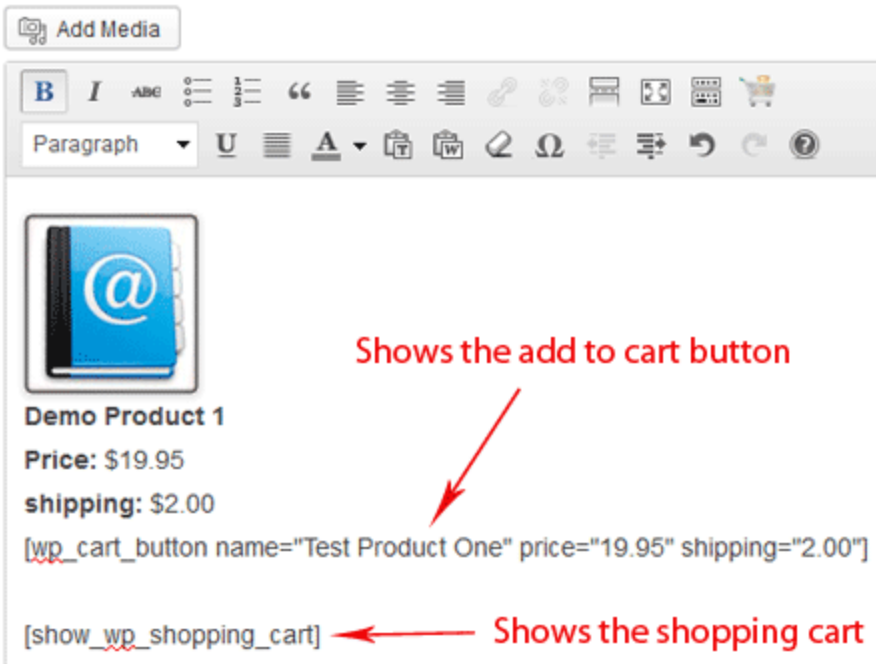 Add Media
B I ABC
Paragraph U A T W Ω ?
@
Shows the add to cart button
Demo Product 1
Price: $19.95
shipping: $2.00
[wp_cart_button name="Test Product One" price="19.95" shipping="2.00"]
[show_wp_shopping_cart]
Shows the shopping cart